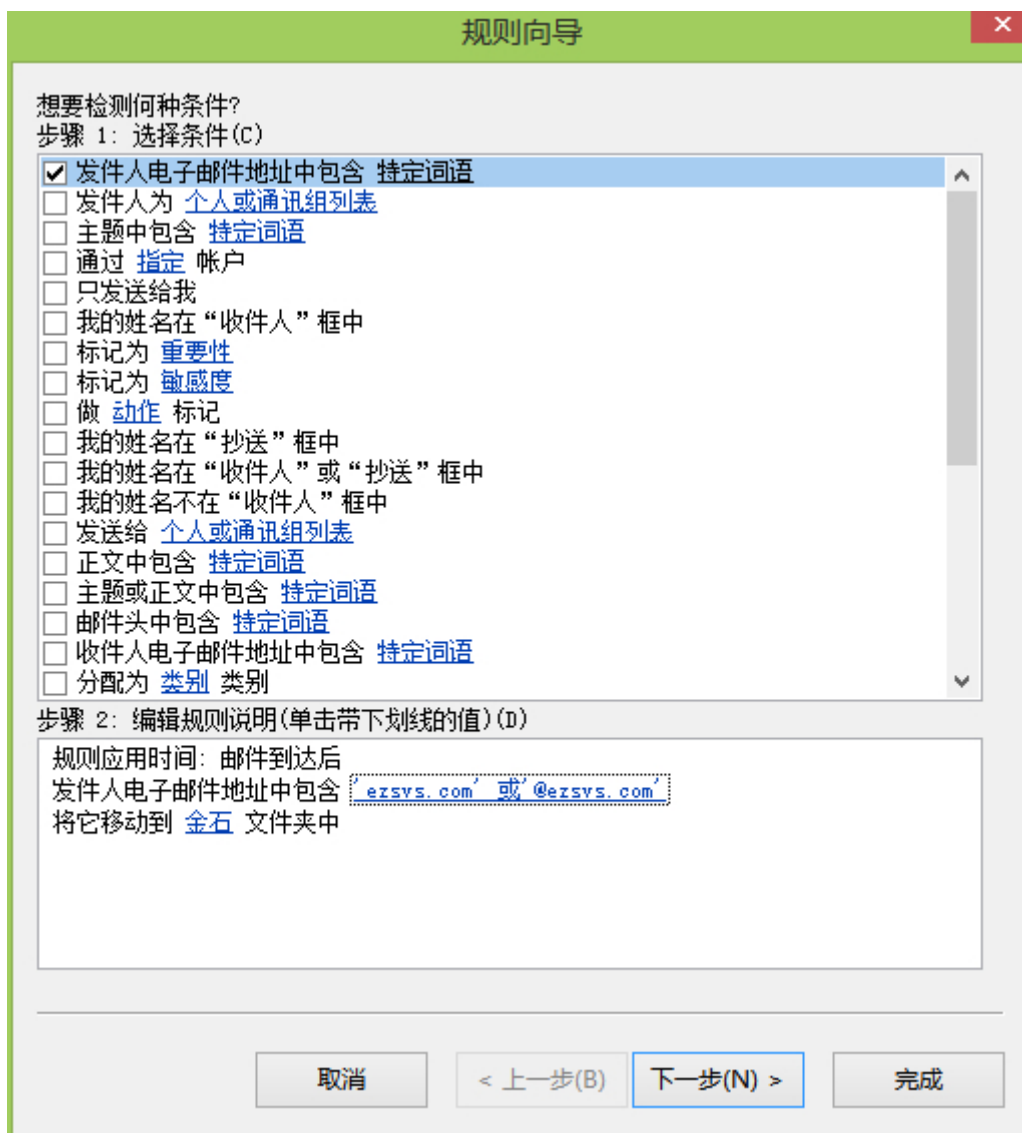 规则向导
想要检测何种条件?
步骤 1: 选择条件(C)
发件人电子邮件地址中包含 特定词语
发件人为 个人或通讯组列表
主题中包含 特定词语
通过 指定 帐户
只发送给我
我的姓名在“收件人”框中
标记为 重要性
标记为 敏感度
做 动作 标记
我的姓名在“抄送”框中
我的姓名在“收件人”或“抄送”框中
我的姓名不在“收件人”框中
发送给 个人或通讯组列表
正文中包含 特定词语
主题或正文中包含 特定词语
邮件头中包含 特定词语
收件人电子邮件地址中包含 特定词语
分配为 类别 类别
步骤 2: 编辑规则说明(单击带下划线的值)(D)
规则应用时间: 邮件到达后
发件人电子邮件地址中包含 'ezsvs.com' 或'@ezsvs.com'
将它移动到 金石 文件夹中
取消 < 上一步(B) 下一步(N) > 完成